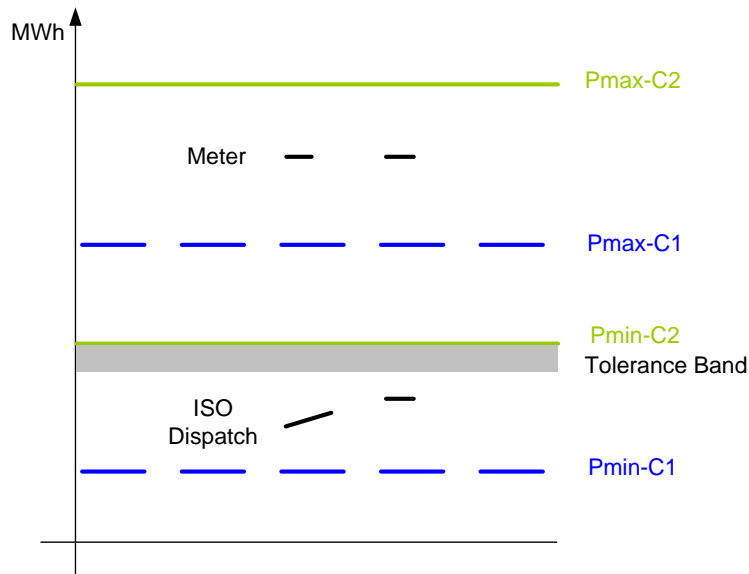 MWh
Pmax-C2
Meter
Pmax-C1
Pmin-C2
Tolerance Band
ISO
Dispatch
Pmin-C1